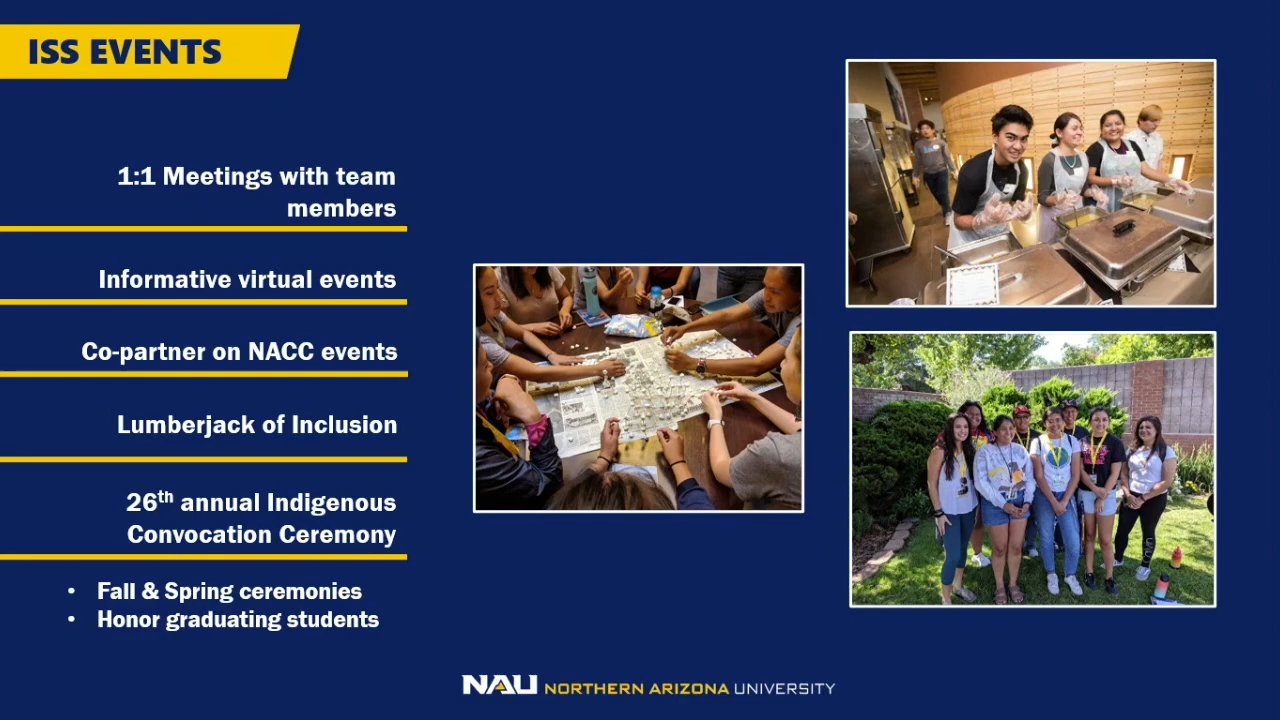 ISS EVENTS
1:1 Meetings with team
members
Informative virtual events
Co-partner on NACC events
Lumberjack of Inclusion
26th annual Indigenous
Convocation Ceremony
• Fall & Spring ceremonies
• Honor graduating students
NAU NORTHERN ARIZONA UNIVERSITY